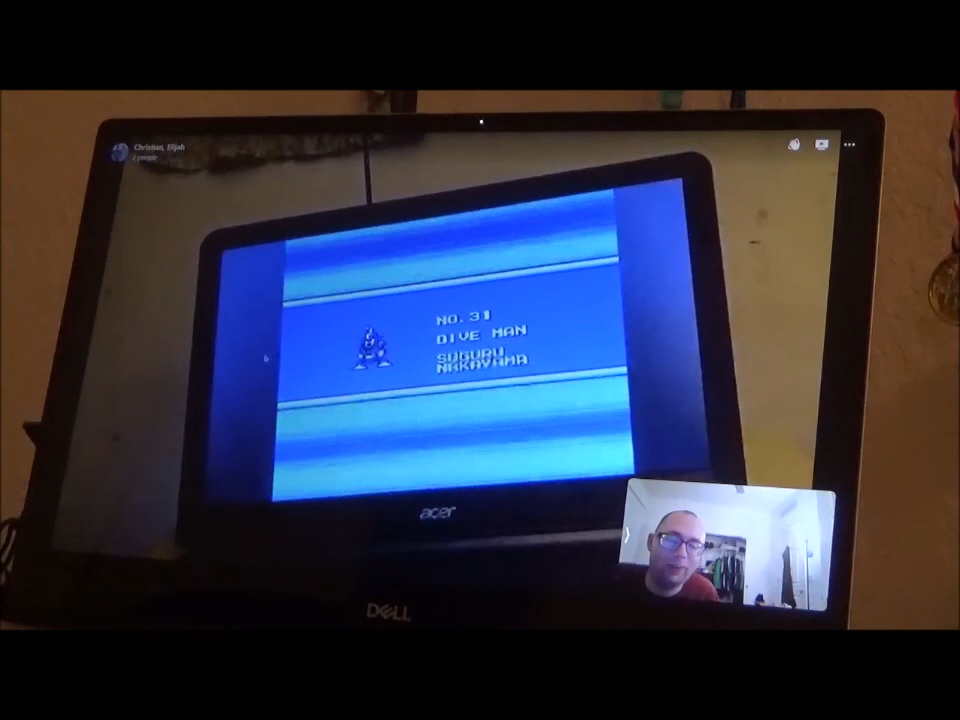 Christian, Elijah
2 people
NO.31
DIVE MAN
SUGURU
NAKAYAMA
acer
DELL